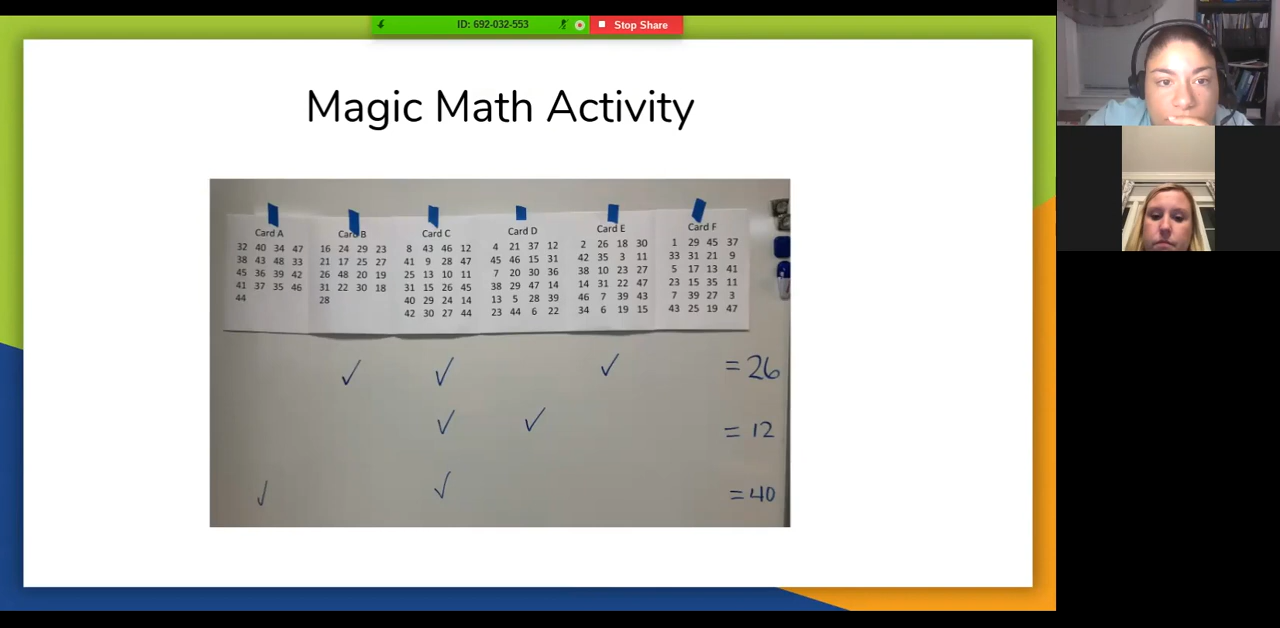 ID: 692-032-553
Stop Share
Magic Math Activity
Card A
32 40 34 47
38 43 48 33
45 36 39 42
41 37 35 46
44
Card B
16 24 29 23
21 17 25 27
26 48 20 19
31 22 30 18
28
Card C
8 43 46 12
41 9 28 47
25 13 10 11
31 15 26 45
40 29 24 14
42 30 27 44
Card D
4 21 37 12
45 46 15 31
7 20 30 36
38 29 47 14
13 5 28 39
23 44 6 22
Card E
2 26 18 30
42 35 3 11
38 10 23 27
14 31 22 47
46 7 39 43
34 6 19 15
Card F
1 29 45 37
33 31 21 9
5 17 13 41
23 15 35 11
7 39 27 3
43 25 19 47
✓ ✓ ✓ = 26
✓ ✓ = 12
✓ ✓ = 40